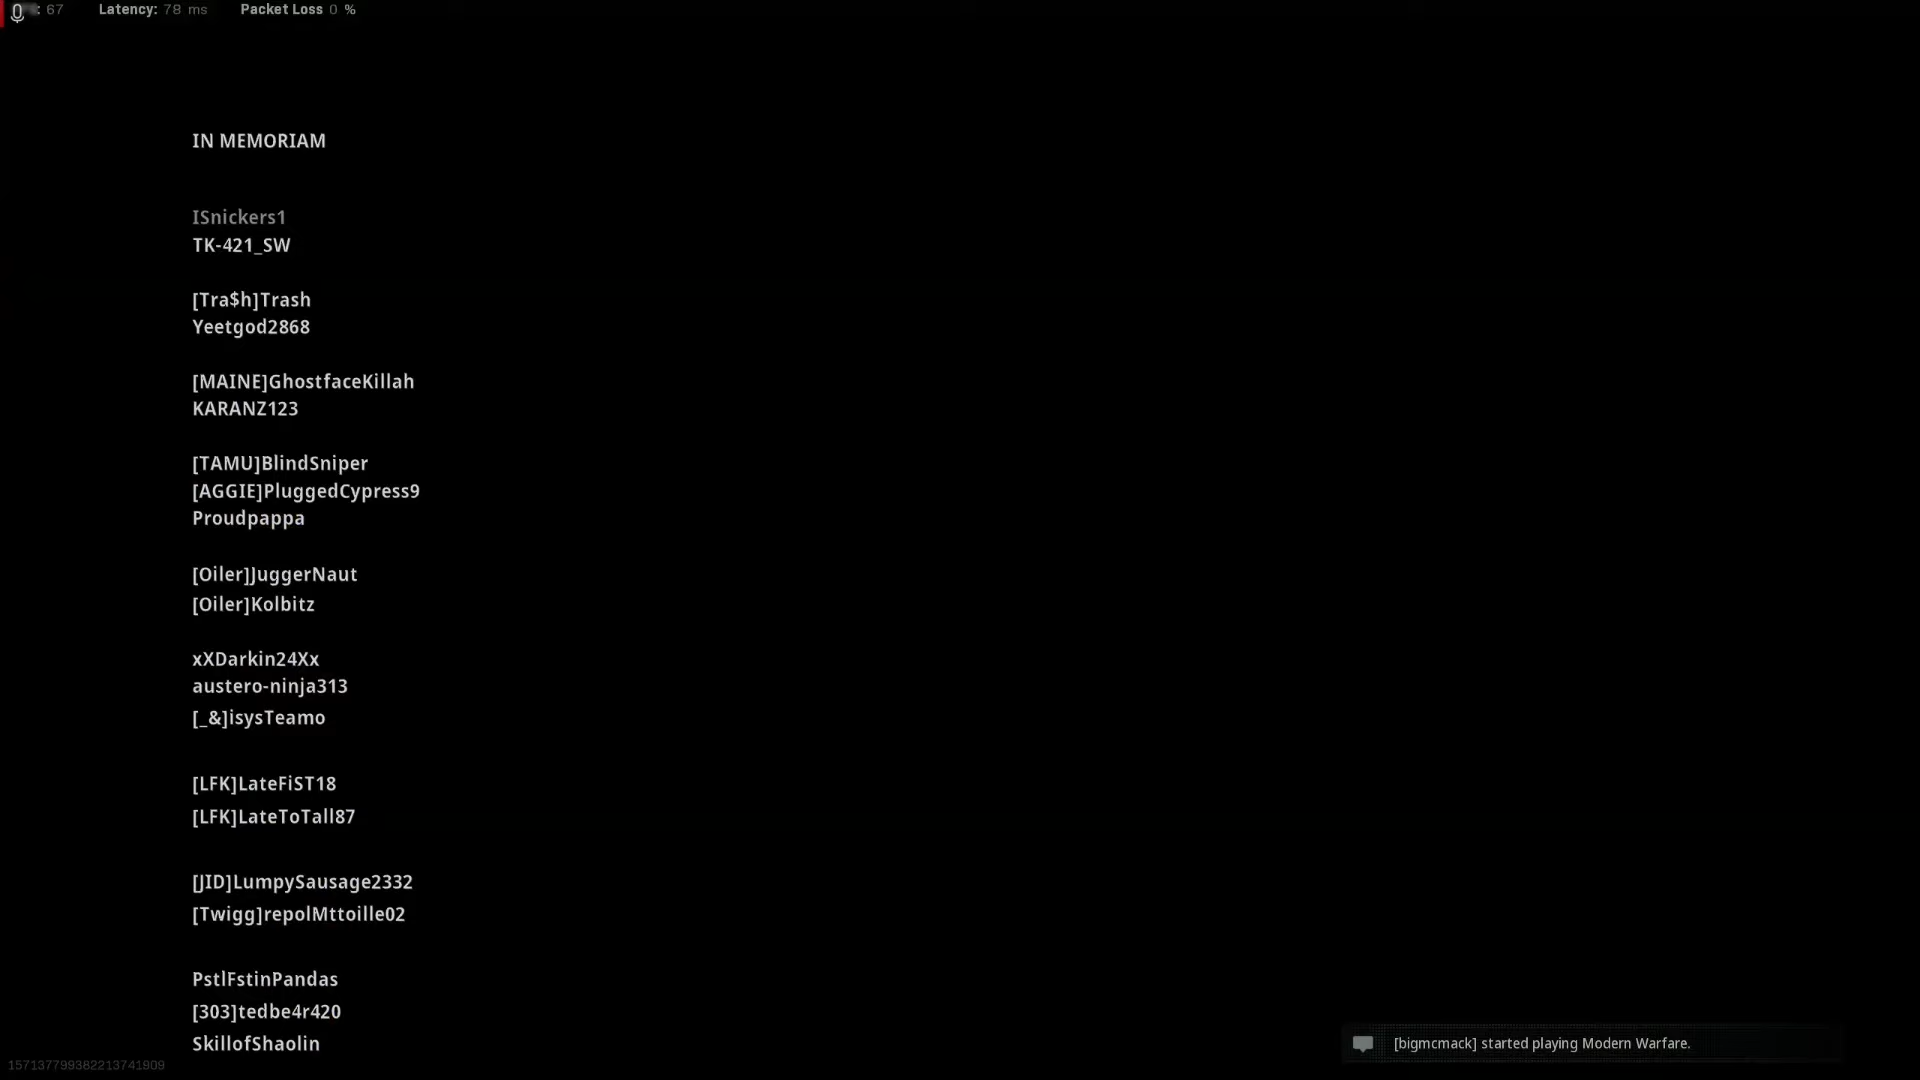 : 67 Latency: 78 ms Packet Loss 0 %
IN MEMORIAM
ISnickers1
TK-421_SW
[Tra$h]Trash
Yeetgod2868
[MAINE]GhostfaceKillah
KARANZ123
[TAMU]BlindSniper
[AGGIE]PluggedCypress9
Proudpappa
[Oiler]JuggerNaut
[Oiler]Kolbitz
xXDarkin24Xx
austero-ninja313
[_&]isysTeamo
[LFK]LateFiST18
[LFK]LateToTall87
[JID]LumpySausage2332
[Twigg]repolMttoille02
PstlFstinPandas
[303]tedbe4r420
SkillofShaolin
[bigmcmack] started playing Modern Warfare.
157137799382213741909